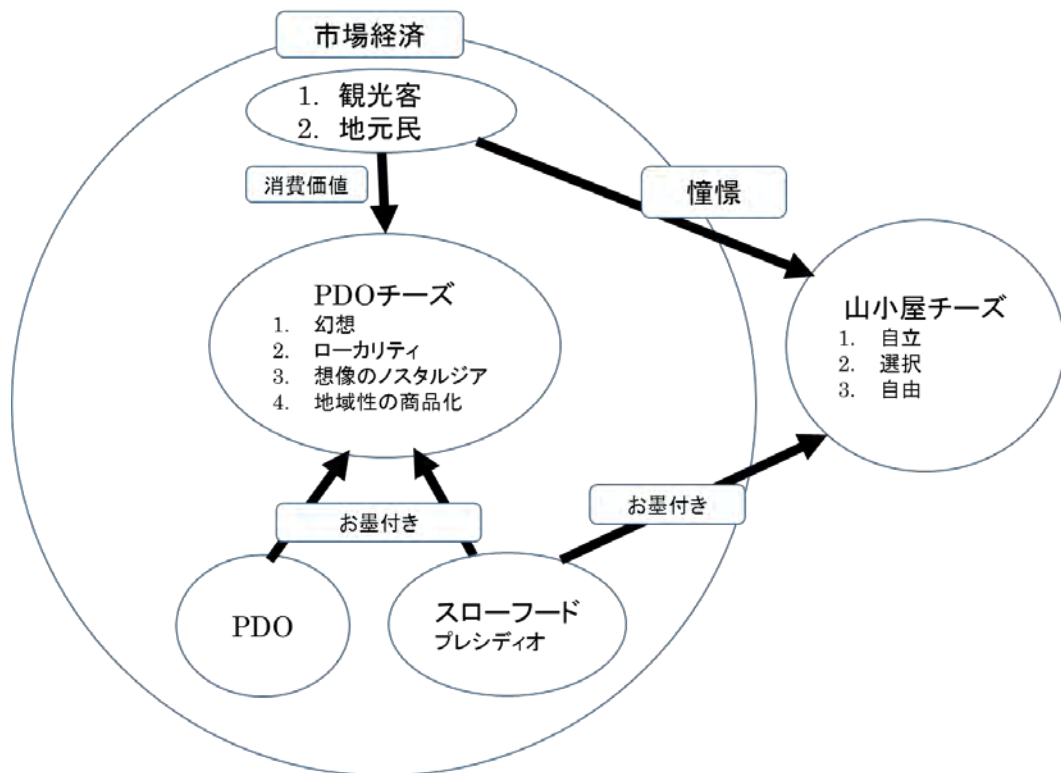 市場経済
1. 観光客
2. 地元民
消費価値
憧憬
PDOチーズ
1. 幻想
2. ローカリティ
3. 想像のノスタルジア
4. 地域性の商品化
山小屋チーズ
1. 自立
2. 選択
3. 自由
お墨付き
お墨付き
PDO
スローフード
プレシディオ